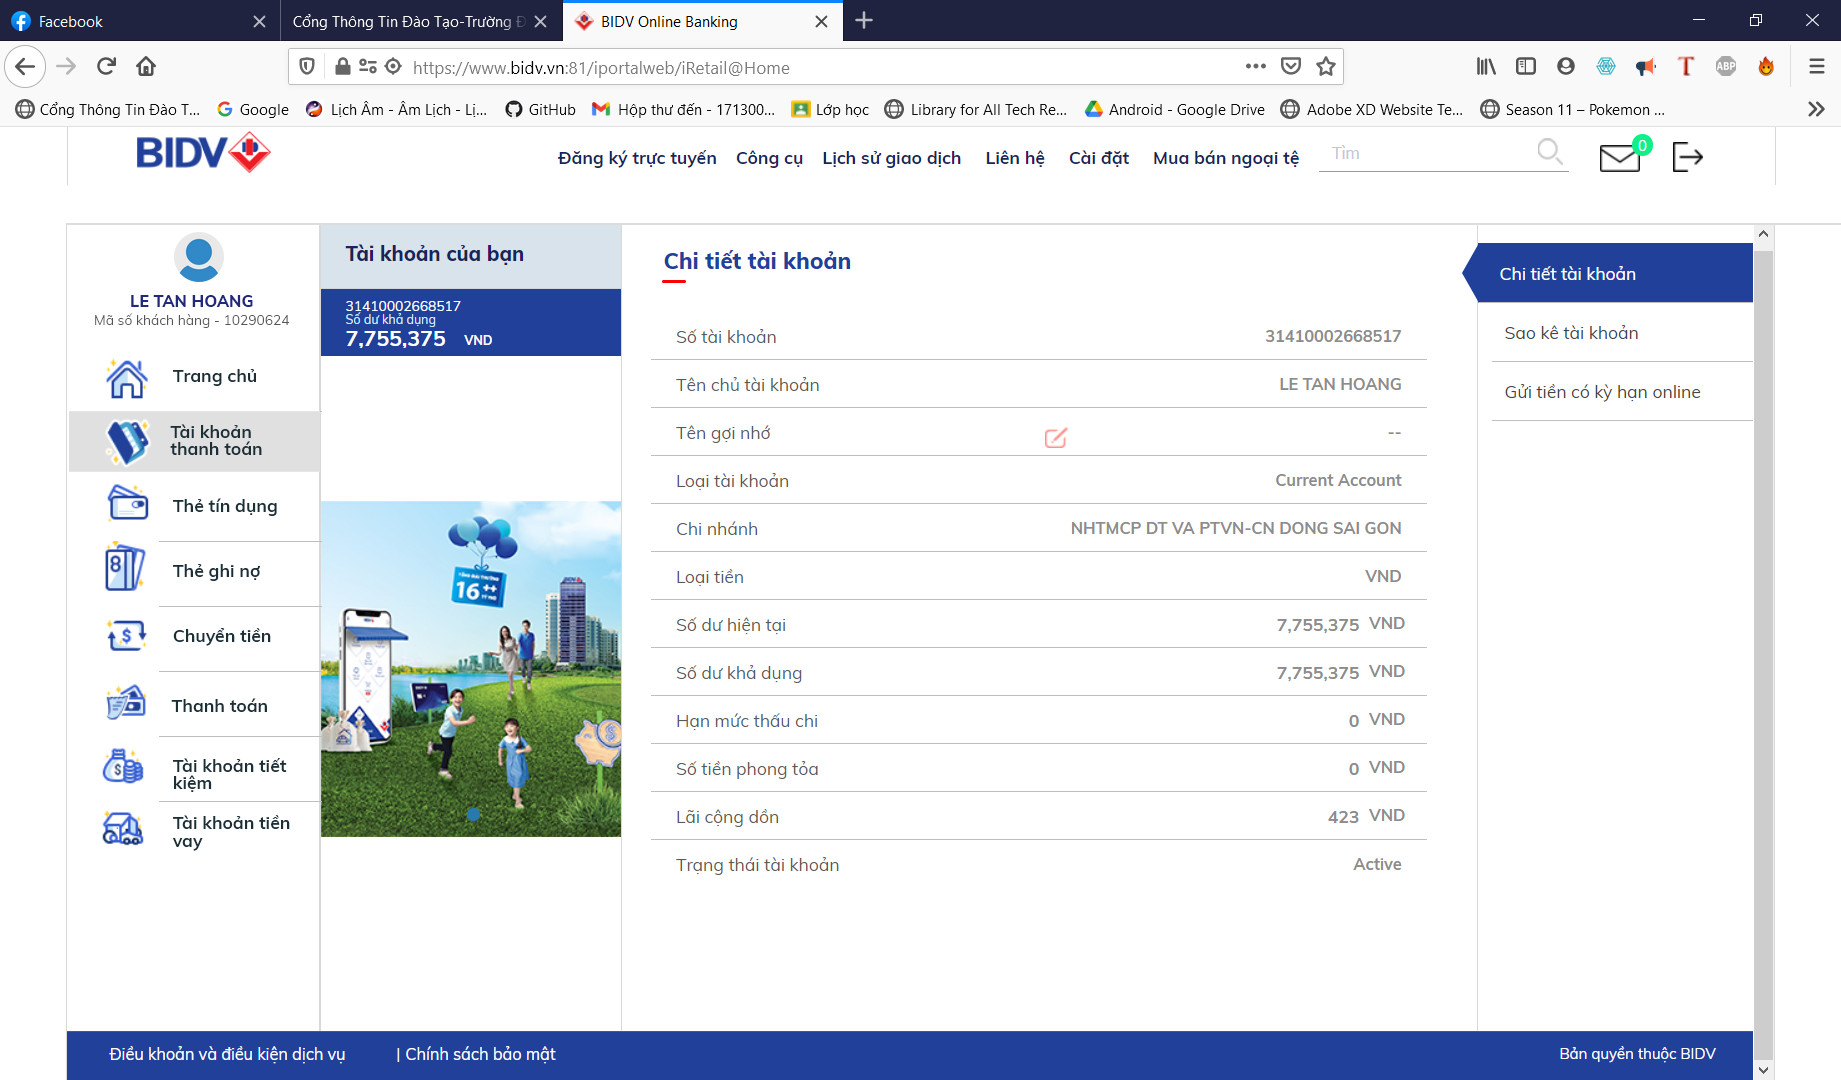 Facebook
Cổng Thông Tin Đào Tạo-Trường Đ
BIDV Online Banking
https://www.bidv.vn:81/iportalweb/iRetail@Home
Cổng Thông Tin Đào T...
Google
Lịch Âm - Âm Lịch - Lị...
GitHub
Hộp thư đến - 171300...
Lớp học
Library for All Tech Re...
Android - Google Drive
Adobe XD Website Te...
Season 11 – Pokemon ...
T
ABP
BIDV
Đăng ký trực tuyến
Công cụ
Lịch sử giao dịch
Liên hệ
Cài đặt
Mua bán ngoại tệ
Tìm
0
LE TAN HOANG
Mã số khách hàng - 10290624
Trang chủ
Tài khoản
thanh toán
Thẻ tín dụng
Thẻ ghi nợ
Chuyển tiền
Thanh toán
Tài khoản tiết
kiệm
Tài khoản tiền
vay
Tài khoản của bạn
31410002668517
Số dư khả dụng
7,755,375 VND
TỔNG GIẢI THƯỞNG
16++
BIDV
Chi tiết tài khoản
Số tài khoản 31410002668517
Tên chủ tài khoản LE TAN HOANG
Tên gợi nhớ --
Loại tài khoản Current Account
Chi nhánh NHTMCP DT VA PTVN-CN DONG SAI GON
Loại tiền VND
Số dư hiện tại 7,755,375 VND
Số dư khả dụng 7,755,375 VND
Hạn mức thấu chi 0 VND
Số tiền phong tỏa 0 VND
Lãi cộng dồn 423 VND
Trạng thái tài khoản Active
Chi tiết tài khoản
Sao kê tài khoản
Gửi tiền có kỳ hạn online
Điều khoản và điều kiện dịch vụ | Chính sách bảo mật
Bản quyền thuộc BIDV